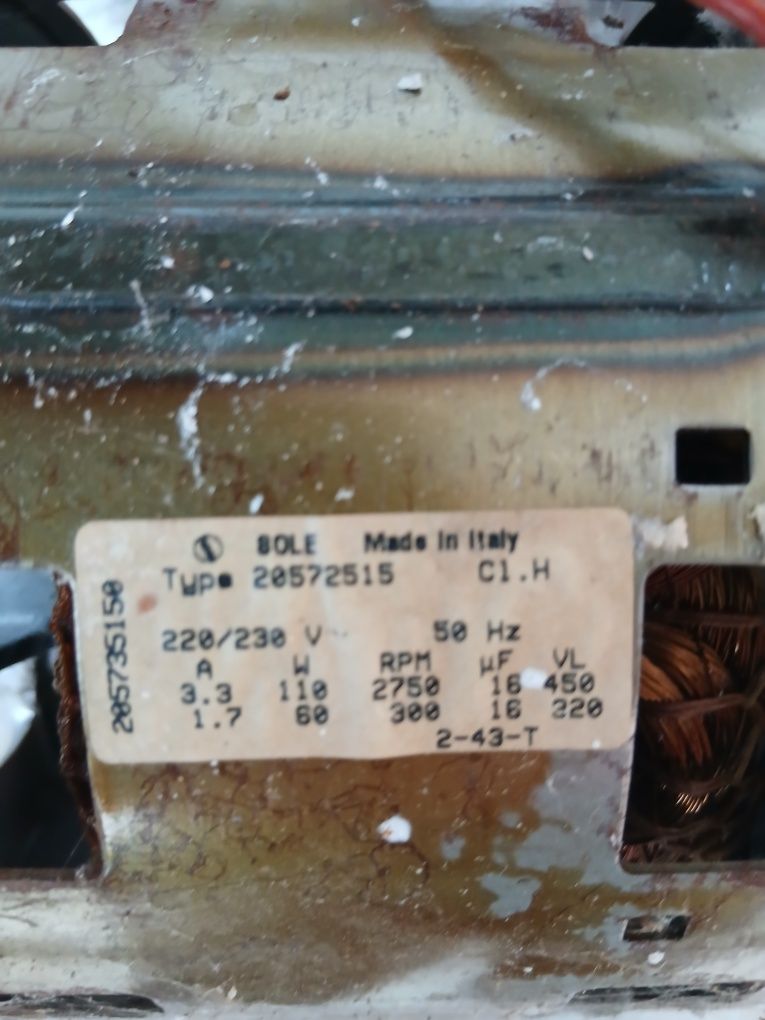 SOLE Made in Italy
Type 20572515 Cl.H
220/230 V 50 Hz
A W RPM µF VL
3.3 110 2750 16 450
1.7 60 300 16 220
2-43-T
205735150